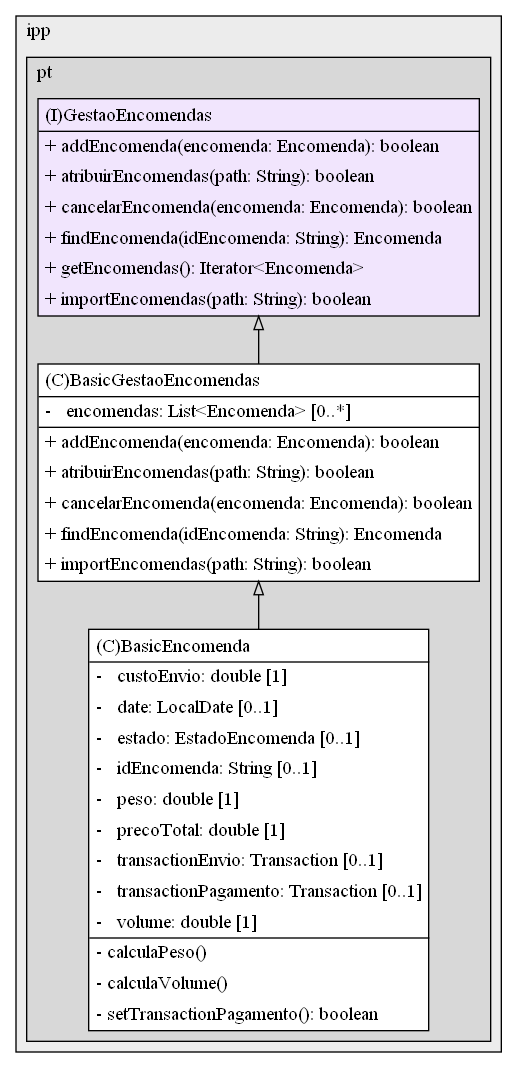 ipp
pt
(I)GestaoEncomendas
+ addEncomenda(encomenda: Encomenda): boolean
+ atribuirEncomendas(path: String): boolean
+ cancelarEncomenda(encomenda: Encomenda): boolean
+ findEncomenda(idEncomenda: String): Encomenda
+ getEncomendas(): Iterator<Encomenda>
+ importEncomendas(path: String): boolean
(C)BasicGestaoEncomendas
- encomendas: List<Encomenda> [0..*]
+ addEncomenda(encomenda: Encomenda): boolean
+ atribuirEncomendas(path: String): boolean
+ cancelarEncomenda(encomenda: Encomenda): boolean
+ findEncomenda(idEncomenda: String): Encomenda
+ importEncomendas(path: String): boolean
(C)BasicEncomenda
- custoEnvio: double [1]
- date: LocalDate [0..1]
- estado: EstadoEncomenda [0..1]
- idEncomenda: String [0..1]
- peso: double [1]
- precoTotal: double [1]
- transactionEnvio: Transaction [0..1]
- transactionPagamento: Transaction [0..1]
- volume: double [1]
- calculaPeso()
- calculaVolume()
- setTransactionPagamento(): boolean